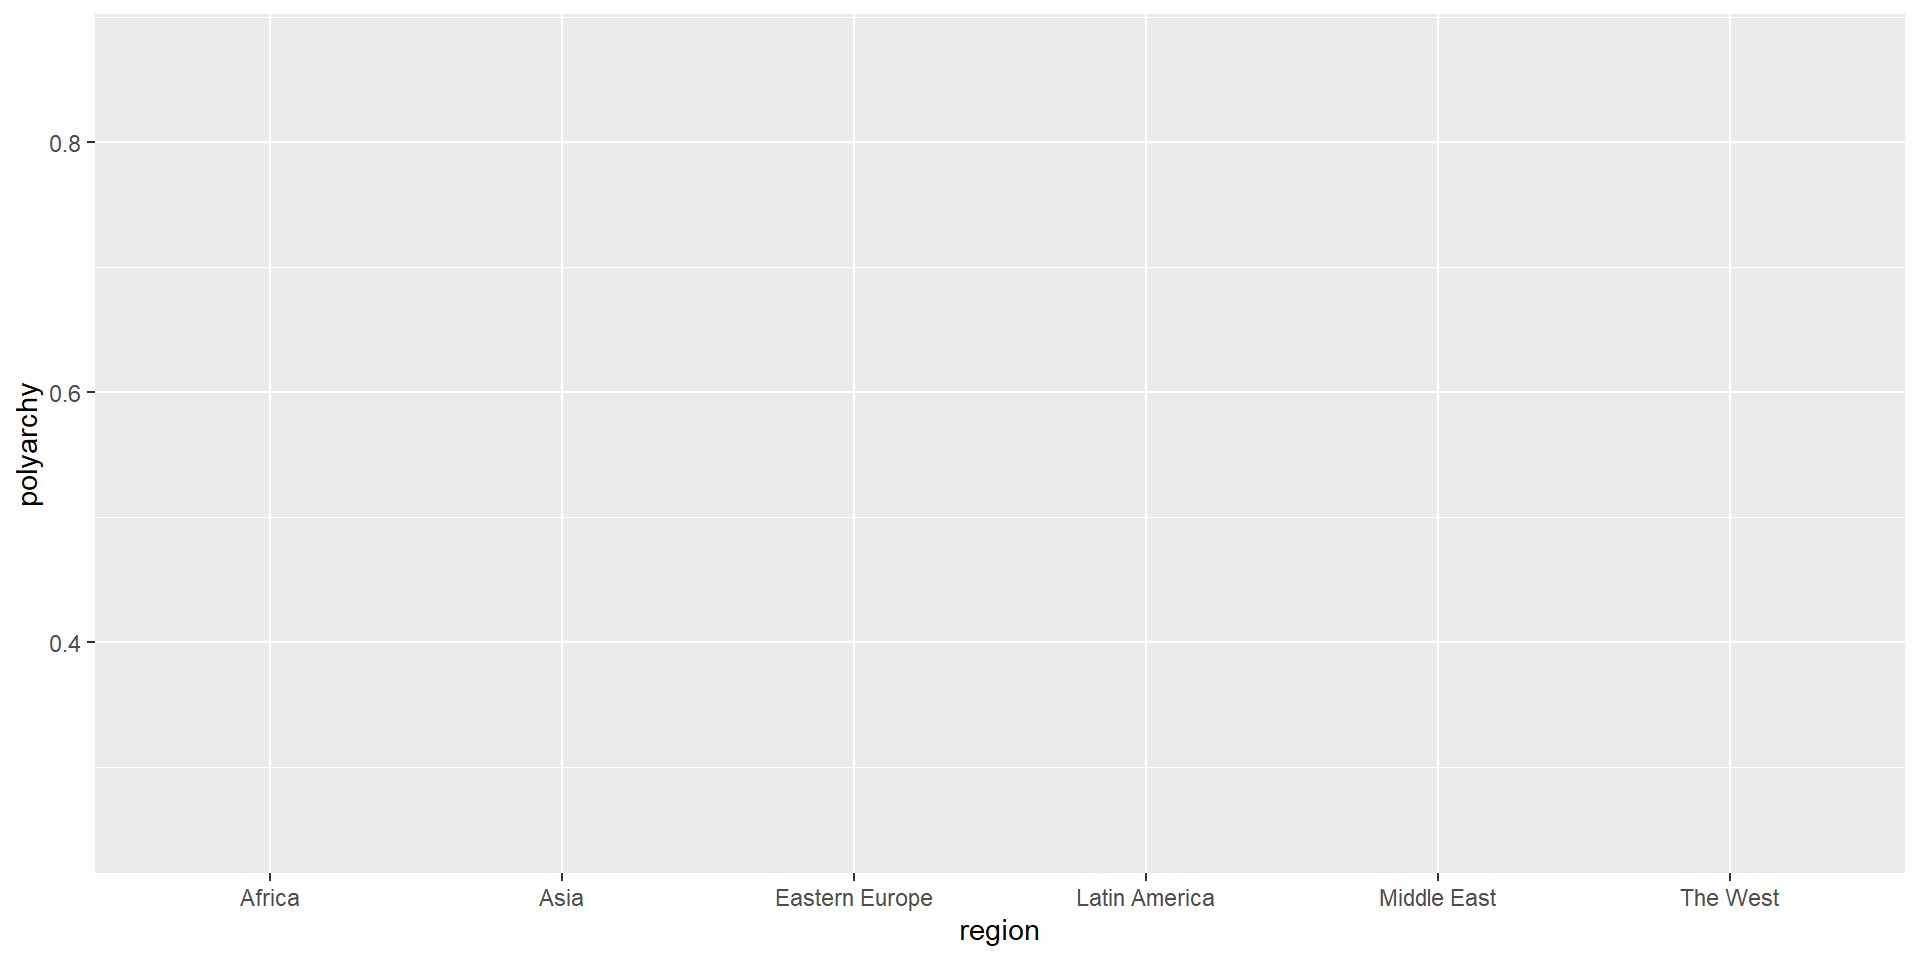 polyarchy
0.8
0.6
0.4
Africa Asia Eastern Europe Latin America Middle East The West
region